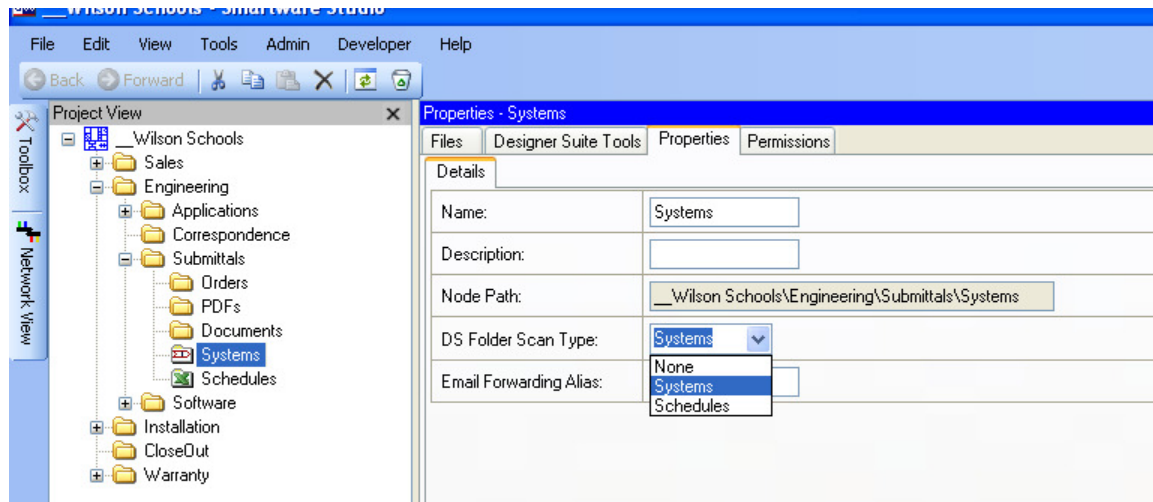 __Wilson Schools - Smartware Studio
File Edit View Tools Admin Developer Help
Back Forward
Toolbox
Network View
Project View
__Wilson Schools
Sales
Engineering
Applications
Correspondence
Submittals
Orders
PDFs
Documents
Systems
Schedules
Software
Installation
CloseOut
Warranty
Properties - Systems
Files Designer Suite Tools Properties Permissions
Details
Name: Systems
Description:
Node Path: __Wilson Schools\Engineering\Submittals\Systems
DS Folder Scan Type: Systems
None
Systems
Schedules
Email Forwarding Alias: